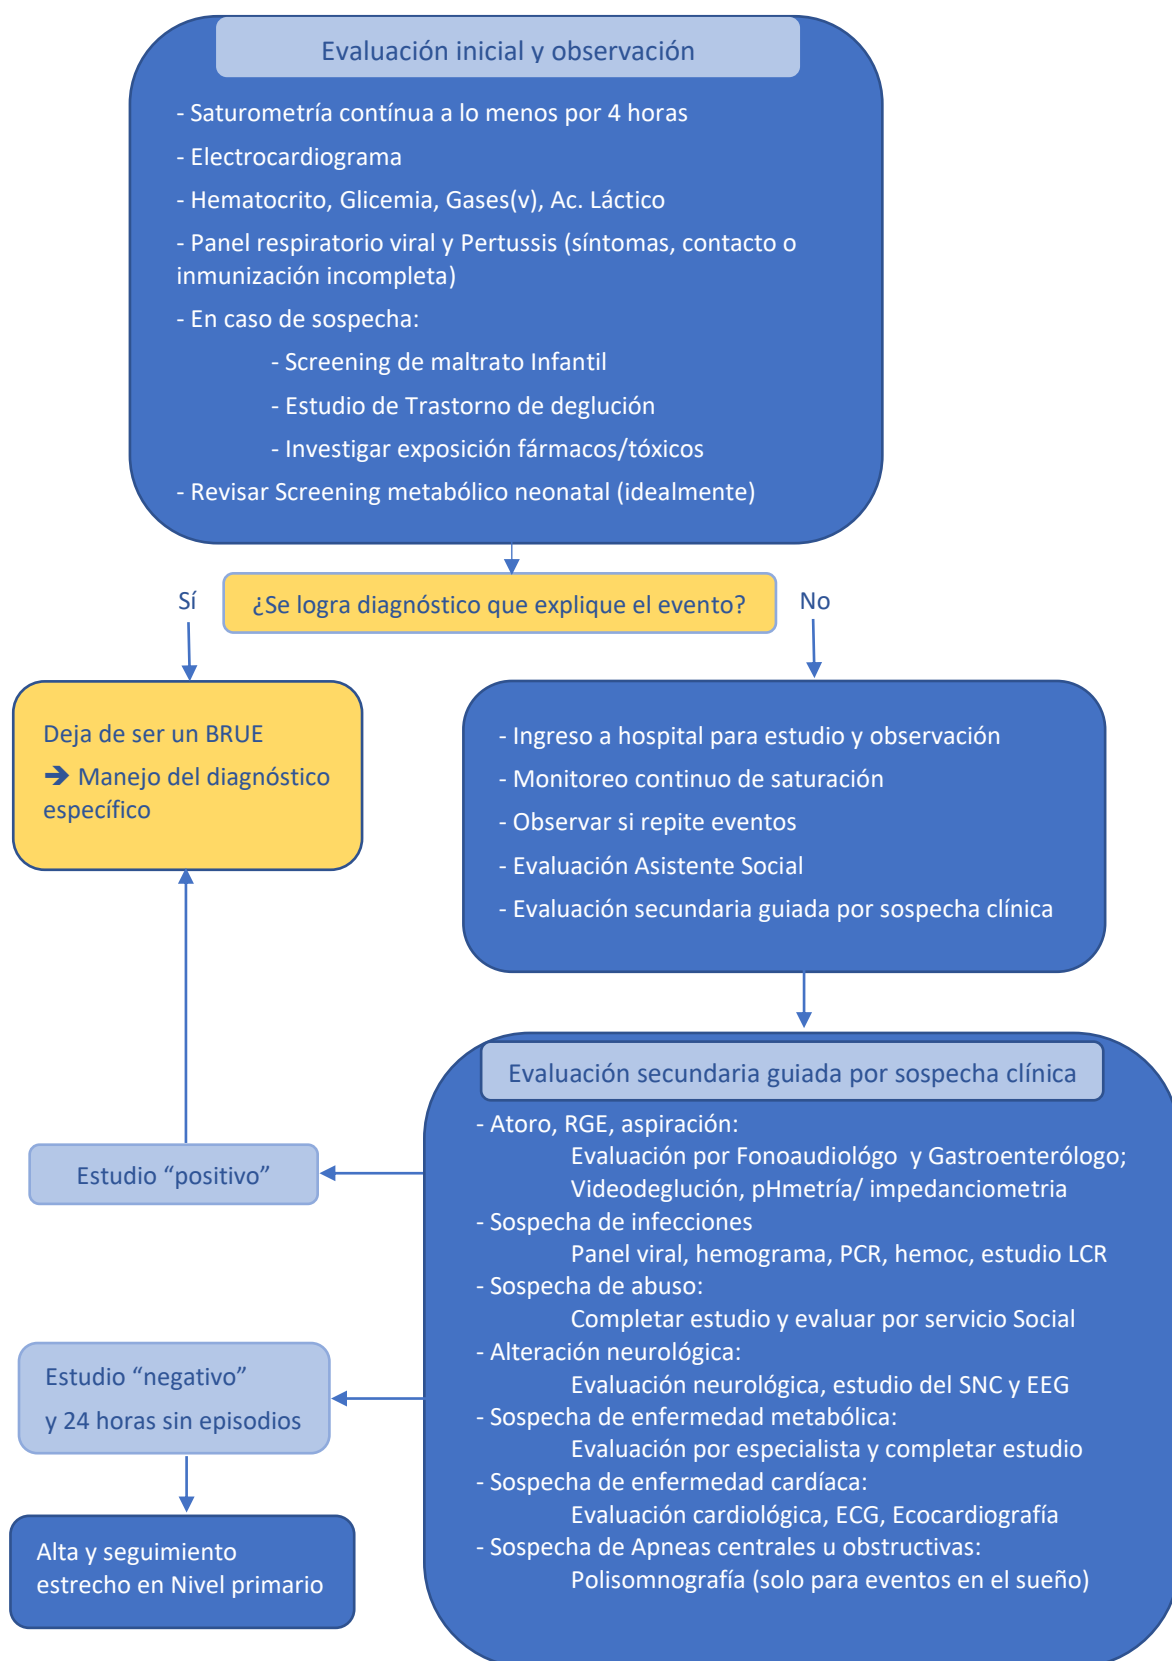 Evaluación inicial y observación
- Saturometría contínua a lo menos por 4 horas
- Electrocardiograma
- Hematocrito, Glicemia, Gases(v), Ac. Láctico
- Panel respiratorio viral y Pertussis (síntomas, contacto o
inmunización incompleta)
- En caso de sospecha:
- Screening de maltrato Infantil
- Estudio de Trastorno de deglución
- Investigar exposición fármacos/tóxicos
- Revisar Screening metabólico neonatal (idealmente)
¿Se logra diagnóstico que explique el evento?
Sí
No
Deja de ser un BRUE
➔ Manejo del diagnóstico
específico
- Ingreso a hospital para estudio y observación
- Monitoreo continuo de saturación
- Observar si repite eventos
- Evaluación Asistente Social
- Evaluación secundaria guiada por sospecha clínica
Evaluación secundaria guiada por sospecha clínica
- Atoro, RGE, aspiración:
Evaluación por Fonoaudiológo y Gastroenterólogo;
Videodeglución, pHmetría/ impedanciometria
- Sospecha de infecciones
Panel viral, hemograma, PCR, hemoc, estudio LCR
- Sospecha de abuso:
Completar estudio y evaluar por servicio Social
- Alteración neurológica:
Evaluación neurológica, estudio del SNC y EEG
- Sospecha de enfermedad metabólica:
Evaluación por especialista y completar estudio
- Sospecha de enfermedad cardíaca:
Evaluación cardiológica, ECG, Ecocardiografía
- Sospecha de Apneas centrales u obstructivas:
Polisomnografía (solo para eventos en el sueño)
Estudio “positivo”
Estudio “negativo”
y 24 horas sin episodios
Alta y seguimiento
estrecho en Nivel primario